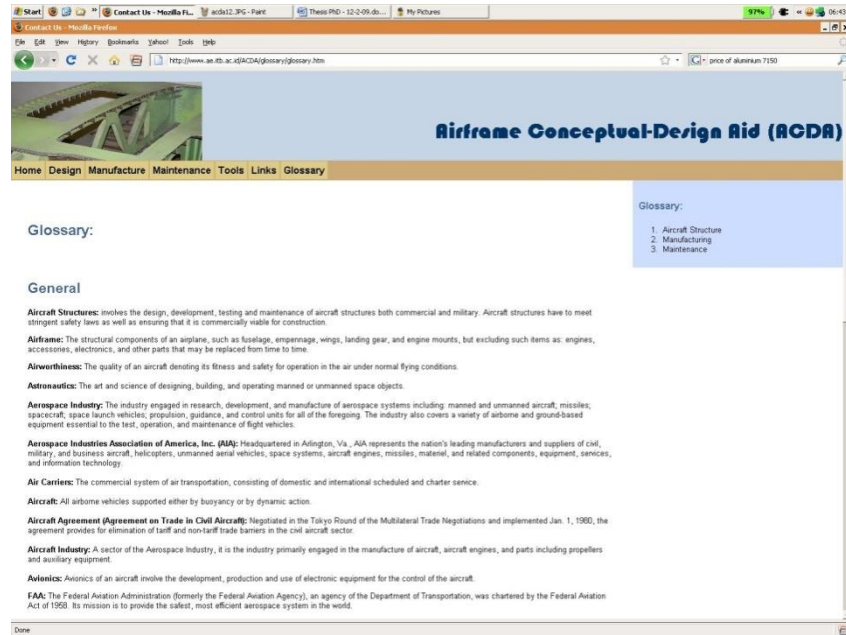 Start
Contact Us - Mozilla Fi...
acda12.JPG - Paint
Thesis PhD - 12-2-09.do...
My Pictures
97%
06:43
Contact Us - Mozilla Firefox
File Edit View History Bookmarks Yahoo! Tools Help
http://www.ae.itb.ac.id/ACDA/glossary/glossary.htm
price of aluminium 7150
Airframe Conceptual-Design Aid (ACDA)
Home Design Manufacture Maintenance Tools Links Glossary
Glossary:
1. Aircraft Structure
2. Manufacturing
3. Maintenance
Glossary:
General
Aircraft Structures: involves the design, development, testing and maintenance of aircraft structures both commercial and military. Aircraft structures have to meet
stringent safety laws as well as ensuring that it is commercially viable for construction.
Airframe: The structural components of an airplane, such as fuselage, empennage, wings, landing gear, and engine mounts, but excluding such items as: engines,
accessories, electronics, and other parts that may be replaced from time to time.
Airworthiness: The quality of an aircraft denoting its fitness and safety for operation in the air under normal flying conditions.
Astronautics: The art and science of designing, building, and operating manned or unmanned space objects.
Aerospace Industry: The industry engaged in research, development, and manufacture of aerospace systems including: manned and unmanned aircraft; missiles;
spacecraft; space launch vehicles; propulsion, guidance, and control units for all of the foregoing. The industry also covers a variety of airborne and ground-based
equipment essential to the test, operation, and maintenance of flight vehicles.
Aerospace Industries Association of America, Inc. (AIA): Headquartered in Arlington, Va., AIA represents the nation's leading manufacturers and suppliers of civil,
military, and business aircraft, helicopters, unmanned aerial vehicles, space systems, aircraft engines, missiles, materiel, and related components, equipment, services,
and information technology.
Air Carriers: The commercial system of air transportation, consisting of domestic and international scheduled and charter service.
Aircraft: All airborne vehicles supported either by buoyancy or by dynamic action.
Aircraft Agreement (Agreement on Trade in Civil Aircraft): Negotiated in the Tokyo Round of the Multilateral Trade Negotiations and implemented Jan. 1, 1980, the
agreement provides for elimination of tariff and non-tariff trade barriers in the civil aircraft sector.
Aircraft Industry: A sector of the Aerospace Industry, it is the industry primarily engaged in the manufacture of aircraft, aircraft engines, and parts including propellers
and auxiliary equipment.
Avionics: Avionics of an aircraft involve the development, production and use of electronic equipment for the control of the aircraft.
FAA: The Federal Aviation Administration (formerly the Federal Aviation Agency), an agency of the Department of Transportation, was chartered by the Federal Aviation
Act of 1958. Its mission is to provide the safest, most efficient aerospace system in the world.
Done